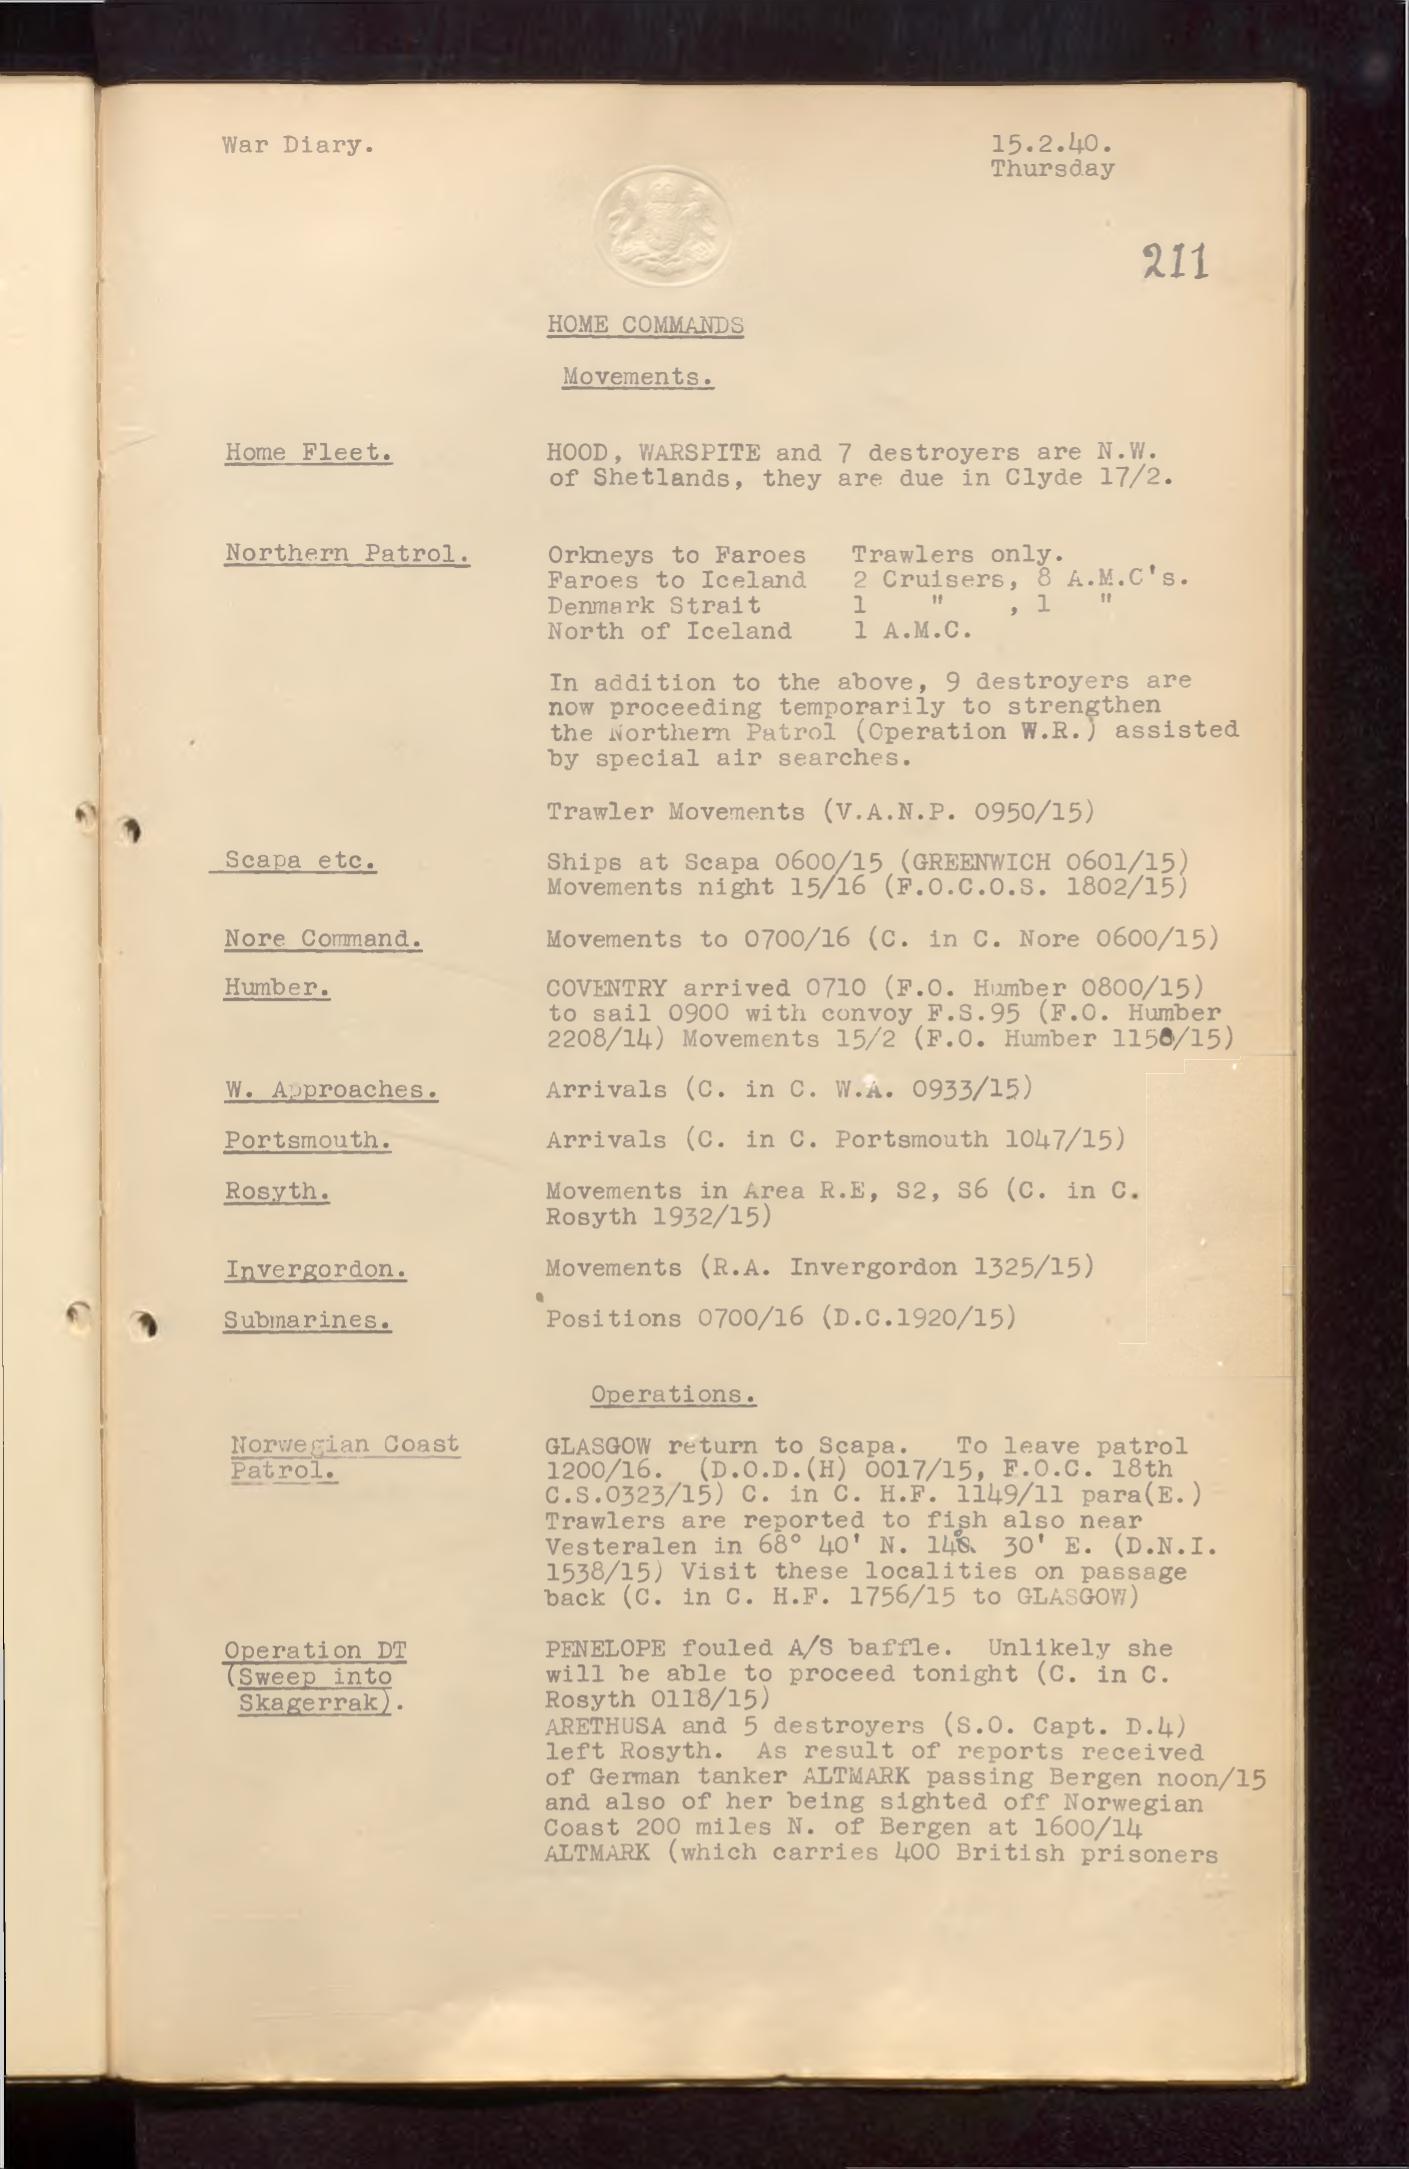 War Diary. 15.2.40.
Thursday
211
HOME COMMANDS
Movements.
Home Fleet. HOOD, WARSPITE and 7 destroyers are N.W.
of Shetlands, they are due in Clyde 17/2.
Northern Patrol. Orkneys to Faroes Trawlers only.
Faroes to Iceland 2 Cruisers, 8 A.M.C's.
Denmark Strait 1 " , 1 "
North of Iceland 1 A.M.C.
In addition to the above, 9 destroyers are
now proceeding temporarily to strengthen
the Northern Patrol (Operation W.R.) assisted
by special air searches.
Trawler Movements (V.A.N.P. 0950/15)
Scapa etc. Ships at Scapa 0600/15 (GREENWICH 0601/15)
Movements night 15/16 (F.O.C.O.S. 1802/15)
Nore Command. Movements to 0700/16 (C. in C. Nore 0600/15)
Humber. COVENTRY arrived 0710 (F.O. Humber 0800/15)
to sail 0900 with convoy F.S.95 (F.O. Humber
2208/14) Movements 15/2 (F.O. Humber 1150/15)
W. Approaches. Arrivals (C. in C. W.A. 0933/15)
Portsmouth. Arrivals (C. in C. Portsmouth 1047/15)
Rosyth. Movements in Area R.E, S2, S6 (C. in C.
Rosyth 1932/15)
Invergordon. Movements (R.A. Invergordon 1325/15)
Submarines. Positions 0700/16 (D.C.1920/15)
Operations.
Norwegian Coast GLASGOW return to Scapa. To leave patrol
Patrol. 1200/16. (D.O.D.(H) 0017/15, F.O.C. 18th
C.S.0323/15) C. in C. H.F. 1149/11 para(E.)
Trawlers are reported to fish also near
Vesteralen in 68° 40' N. 14° 30' E. (D.N.I.
1538/15) Visit these localities on passage
back (C. in C. H.F. 1756/15 to GLASGOW)
Operation DT PENELOPE fouled A/S baffle. Unlikely she
(Sweep into will be able to proceed tonight (C. in C.
Skagerrak). Rosyth 0118/15)
ARETHUSA and 5 destroyers (S.O. Capt. D.4)
left Rosyth. As result of reports received
of German tanker ALTMARK passing Bergen noon/15
and also of her being sighted off Norwegian
Coast 200 miles N. of Bergen at 1600/14
ALTMARK (which carries 400 British prisoners